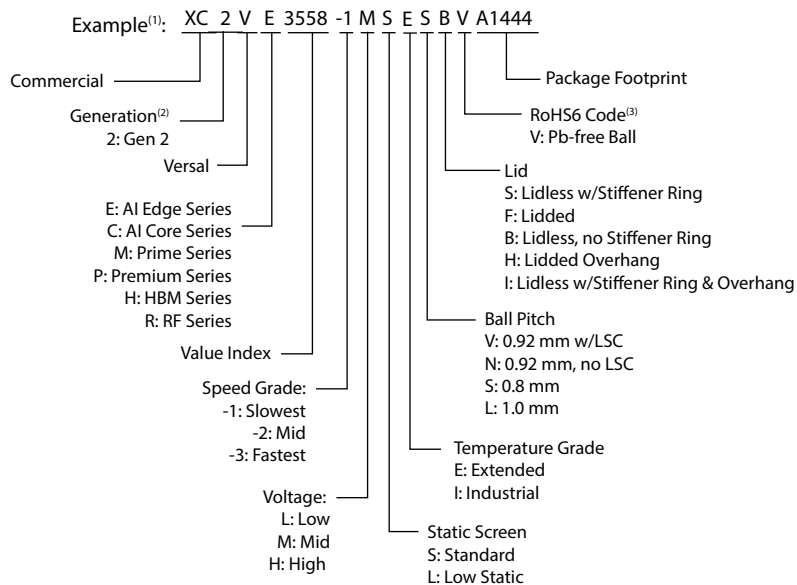 Example(1): XC 2 V E 3558 -1 M S E S B V A1444
Commercial
Generation(2)
2: Gen 2
Versal
E: AI Edge Series
C: AI Core Series
M: Prime Series
P: Premium Series
H: HBM Series
R: RF Series
Value Index
Speed Grade:
-1: Slowest
-2: Mid
-3: Fastest
Voltage:
L: Low
M: Mid
H: High
Package Footprint
RoHS6 Code(3)
V: Pb-free Ball
Lid
S: Lidless w/Stiffener Ring
F: Lidded
B: Lidless, no Stiffener Ring
H: Lidded Overhang
I: Lidless w/Stiffener Ring & Overhang
Ball Pitch
V: 0.92 mm w/LSC
N: 0.92 mm, no LSC
S: 0.8 mm
L: 1.0 mm
Temperature Grade
E: Extended
I: Industrial
Static Screen
S: Standard
L: Low Static